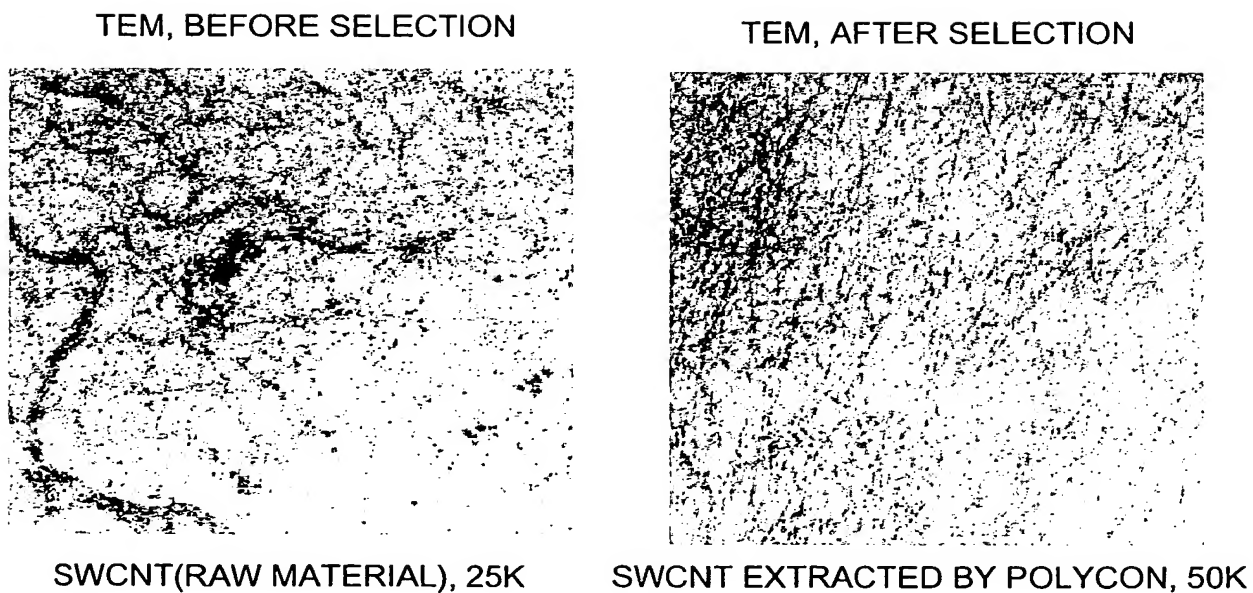 TEM, BEFORE SELECTION
TEM, AFTER SELECTION
SWCNT(RAW MATERIAL), 25K
SWCNT EXTRACTED BY POLYCON, 50K